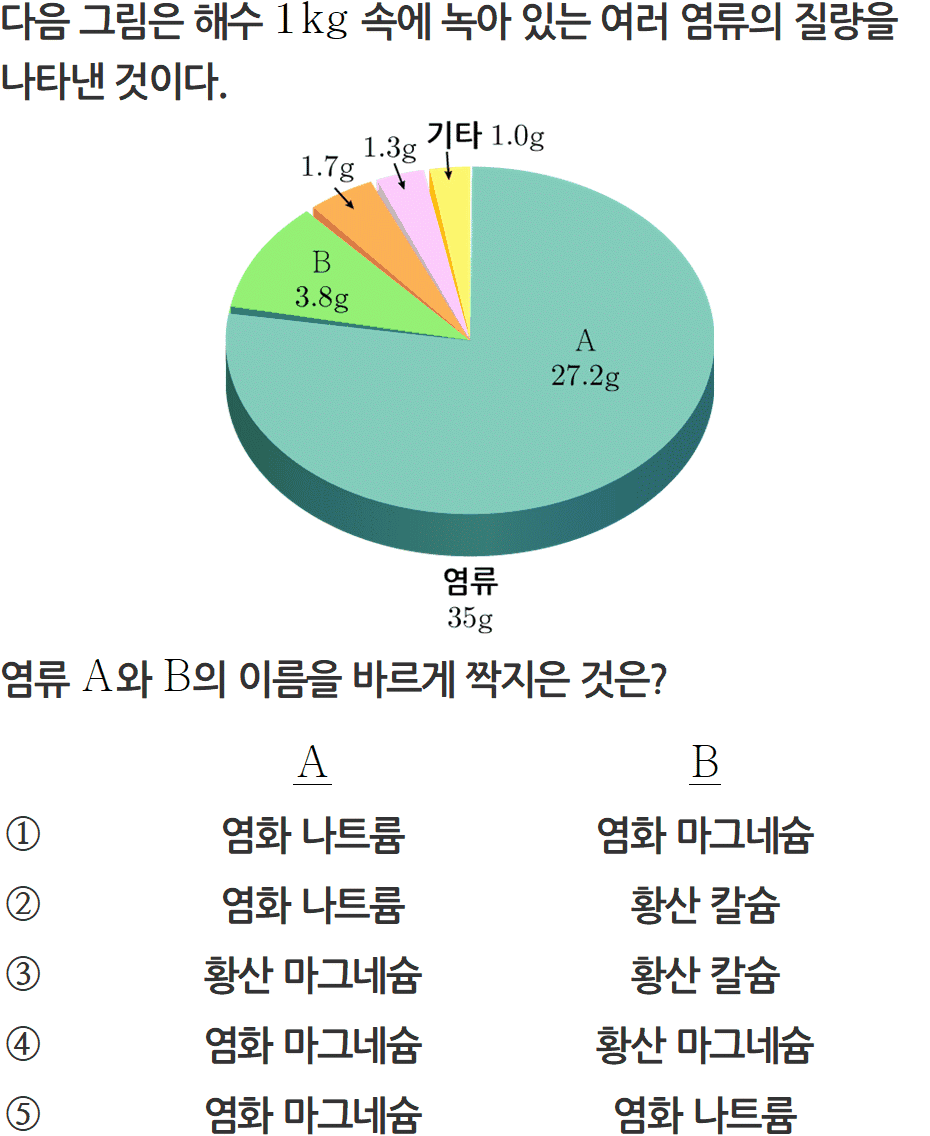 다음 그림은 해수 1kg 속에 녹아 있는 여러 염류의 질량을
나타낸 것이다.
기타 1.0g
1.3g
1.7g
B
3.8g
A
27.2g
염류
35g
염류 A와 B의 이름을 바르게 짝지은 것은?
A B
① 염화 나트륨 염화 마그네슘
② 염화 나트륨 황산 칼슘
③ 황산 마그네슘 황산 칼슘
④ 염화 마그네슘 황산 마그네슘
⑤ 염화 마그네슘 염화 나트륨